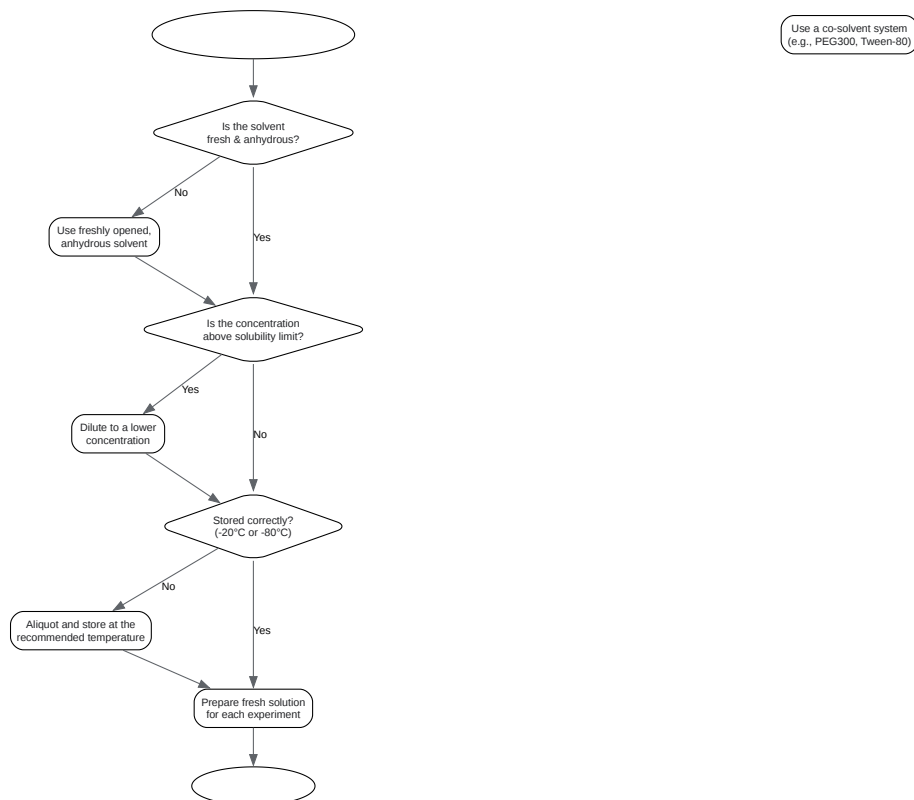 Use a co-solvent system
(e.g., PEG300, Tween-80)
Is the solvent
fresh & anhydrous?
No
Use freshly opened,
anhydrous solvent
Yes
Is the concentration
above solubility limit?
Yes
Dilute to a lower
concentration
No
Stored correctly?
(-20°C or -80°C)
No
Aliquot and store at the
recommended temperature
Yes
Prepare fresh solution
for each experiment